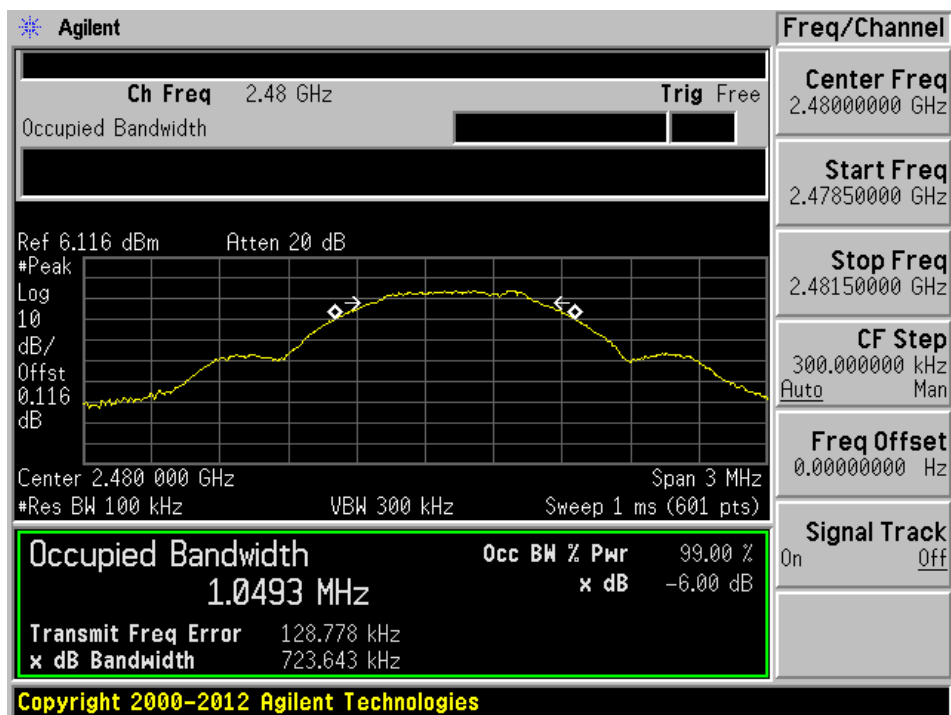 Agilent
Freq/Channel
Ch Freq 2.48 GHz Trig Free
Occupied Bandwidth
Center Freq
2.48000000 GHz
Start Freq
2.47850000 GHz
Stop Freq
2.48150000 GHz
CF Step
300.000000 kHz
Auto Man
Freq Offset
0.00000000 Hz
Signal Track
On Off
Ref 6.116 dBm Atten 20 dB
#Peak
Log
10
dB/
Offst
0.116
dB
Center 2.480 000 GHz Span 3 MHz
#Res BW 100 kHz VBW 300 kHz Sweep 1 ms (601 pts)
Occupied Bandwidth Occ BW % Pwr 99.00 %
1.0493 MHz x dB -6.00 dB
Transmit Freq Error 128.778 kHz
x dB Bandwidth 723.643 kHz
Copyright 2000-2012 Agilent Technologies